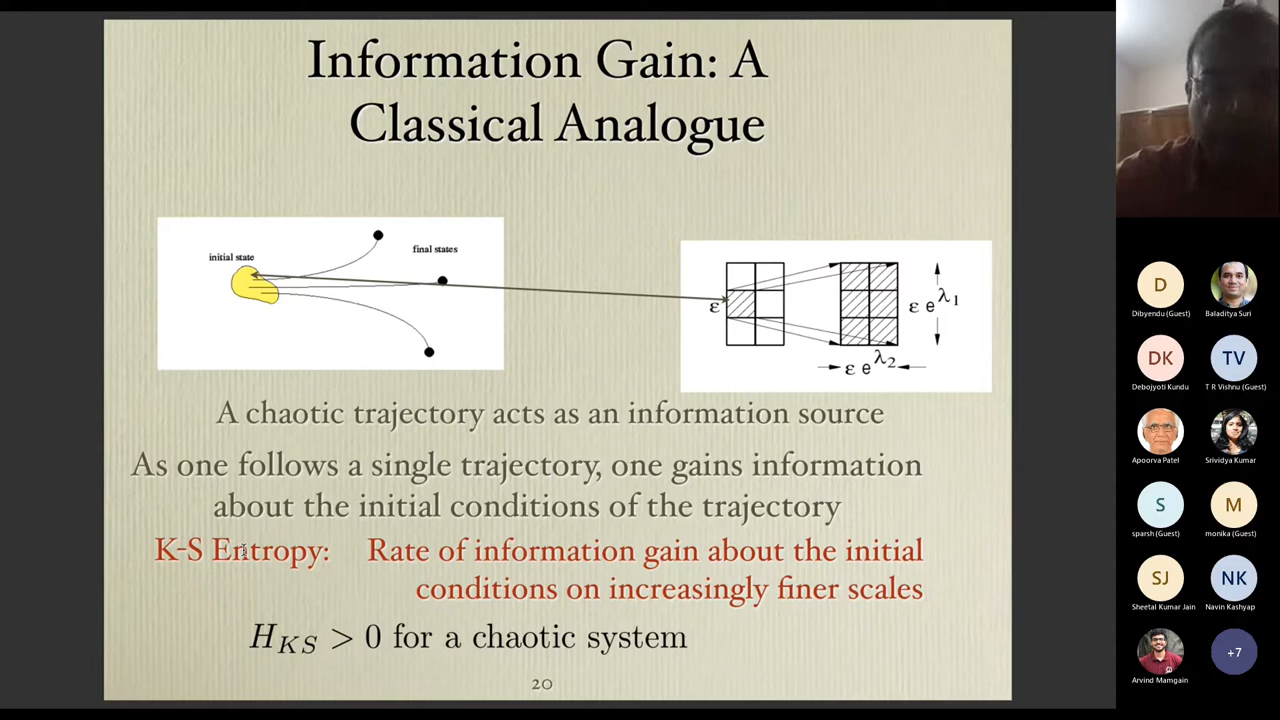 Information Gain: A
Classical Analogue
initial state
final states
ε
ε e^λ1
ε e^λ2
A chaotic trajectory acts as an information source
As one follows a single trajectory, one gains information
about the initial conditions of the trajectory
K-S Entropy: Rate of information gain about the initial
conditions on increasingly finer scales
H_KS > 0 for a chaotic system
20
D
Dibyendu (Guest)
Baladitya Suri
DK
Debojyoti Kundu
TV
T R Vishnu (Guest)
Apoorva Patel
Srividya Kumar
S
sparsh (Guest)
M
monika (Guest)
SJ
Sheetal Kumar Jain
NK
Navin Kashyap
Arvind Mamgain
+7